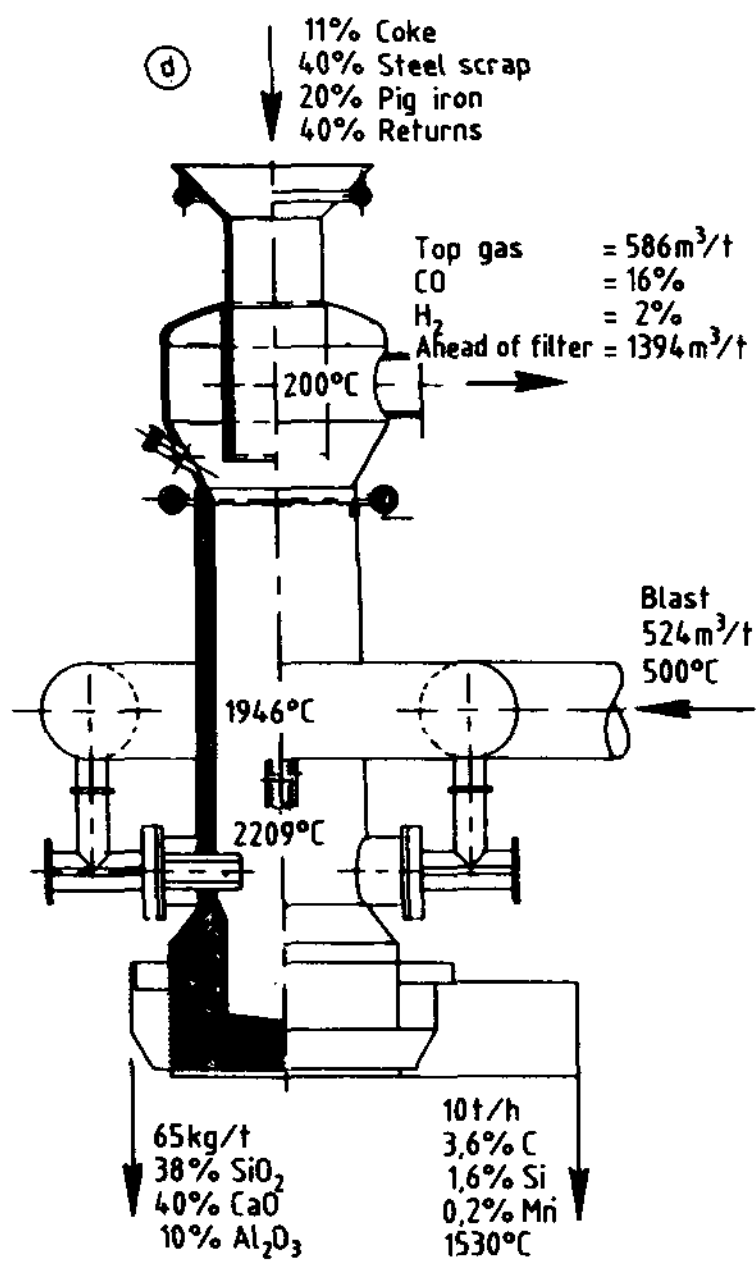 d
11% Coke
40% Steel scrap
20% Pig iron
40% Returns
Top gas = 586m³/t
CO = 16%
H₂ = 2%
Ahead of filter = 1394m³/t
200°C
Blast
524m³/t
500°C
1946°C
2209°C
65kg/t
38% SiO₂
40% CaO
10% Al₂O₃
10t/h
3,6% C
1,6% Si
0,2% Mn
1530°C